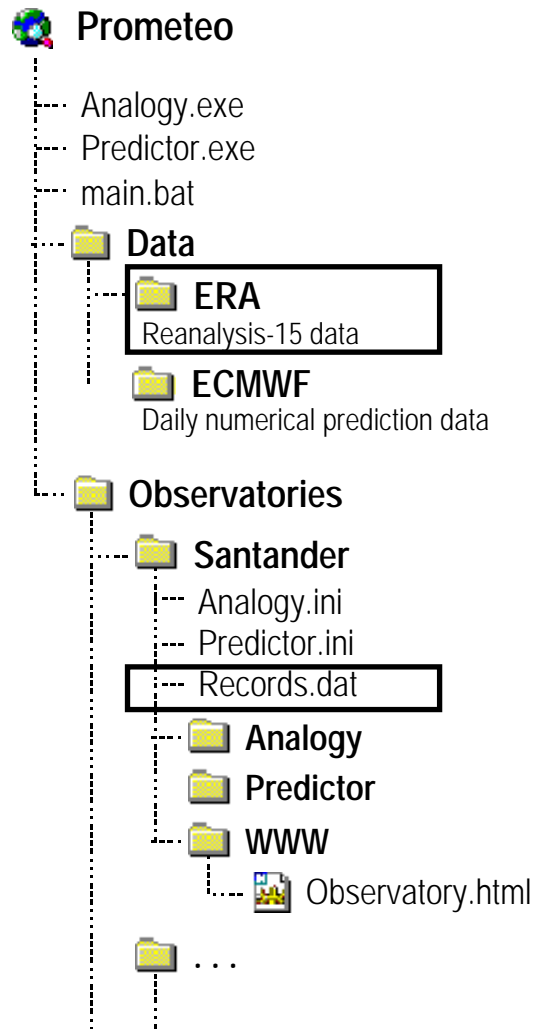 Prometeo
Analogy.exe
Predictor.exe
main.bat
Data
ERA
Reanalysis-15 data
ECMWF
Daily numerical prediction data
Observatories
Santander
Analogy.ini
Predictor.ini
Records.dat
Analogy
Predictor
WWW
Observatory.html
. . .